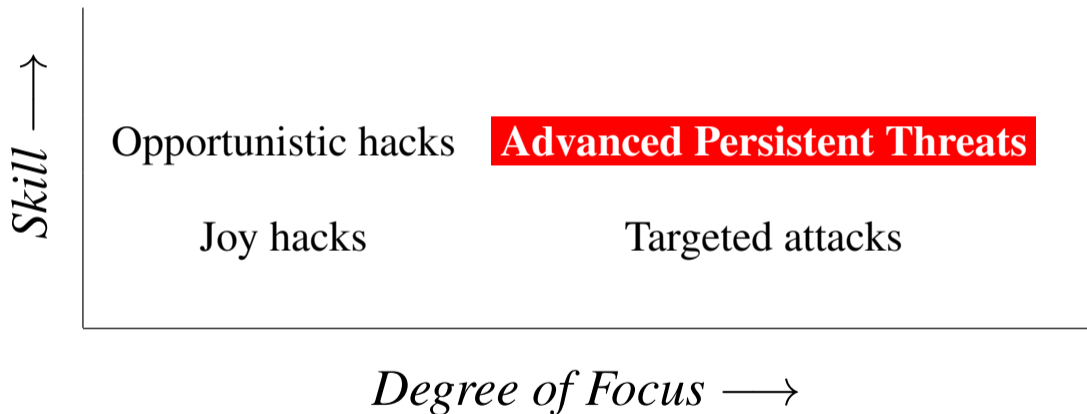 Skill
Opportunistic hacks Advanced Persistent Threats
Joy hacks Targeted attacks
Degree of Focus